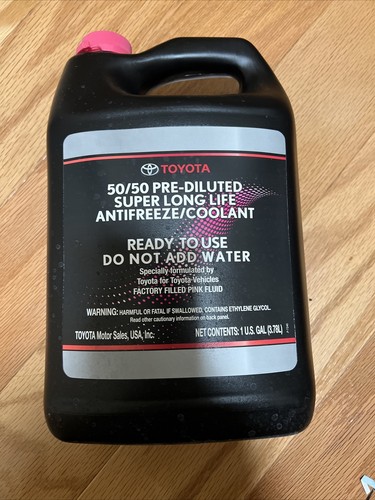 TOYOTA
50/50 PRE-DILUTED
SUPER LONG LIFE
ANTIFREEZE/COOLANT
READY TO USE
DO NOT ADD WATER
Specially formulated by
Toyota for Toyota Vehicles
FACTORY FILLED PINK FLUID
WARNING: HARMFUL OR FATAL IF SWALLOWED, CONTAINS ETHYLENE GLYCOL.
Read other cautionary information on back panel.
TOYOTA Motor Sales, USA, Inc. NET CONTENTS: 1 U.S. GAL (3.78L)